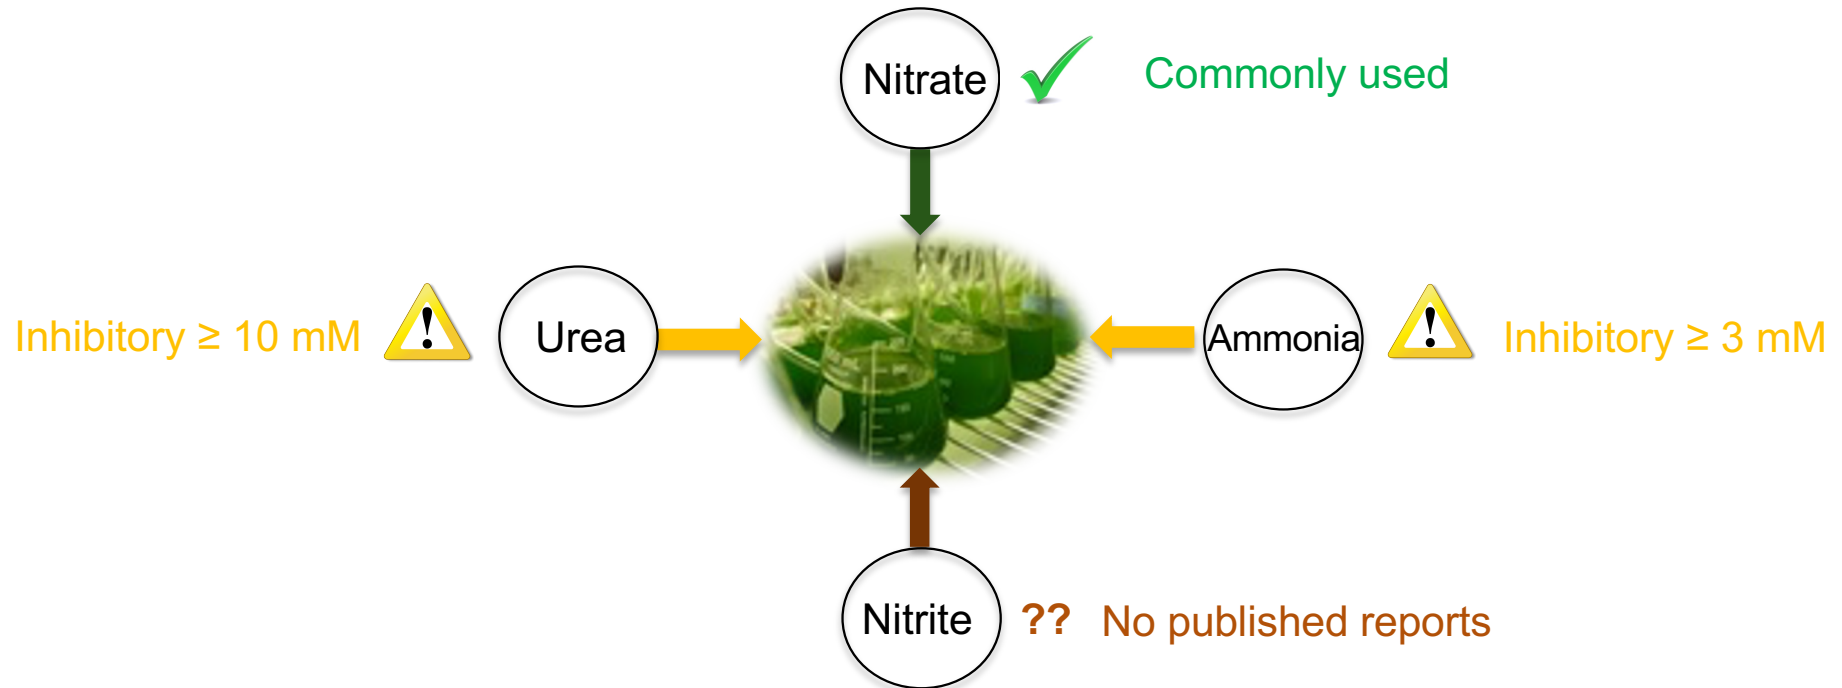 Nitrate
Commonly used
Inhibitory ≥ 10 mM
!
Urea
Ammonia
!
Inhibitory ≥ 3 mM
Nitrite
??
No published reports